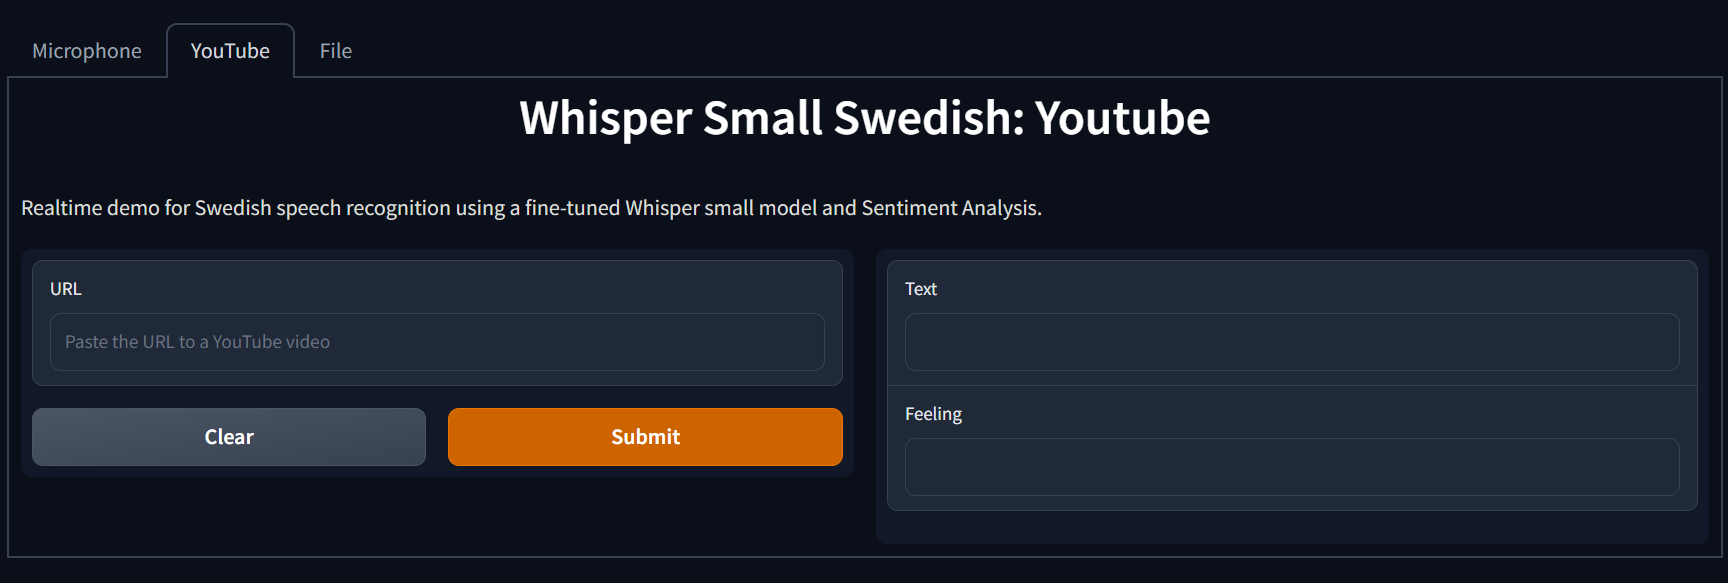 Microphone YouTube File
Whisper Small Swedish: Youtube
Realtime demo for Swedish speech recognition using a fine-tuned Whisper small model and Sentiment Analysis.
URL
Paste the URL to a YouTube video
Clear Submit
Text
Feeling